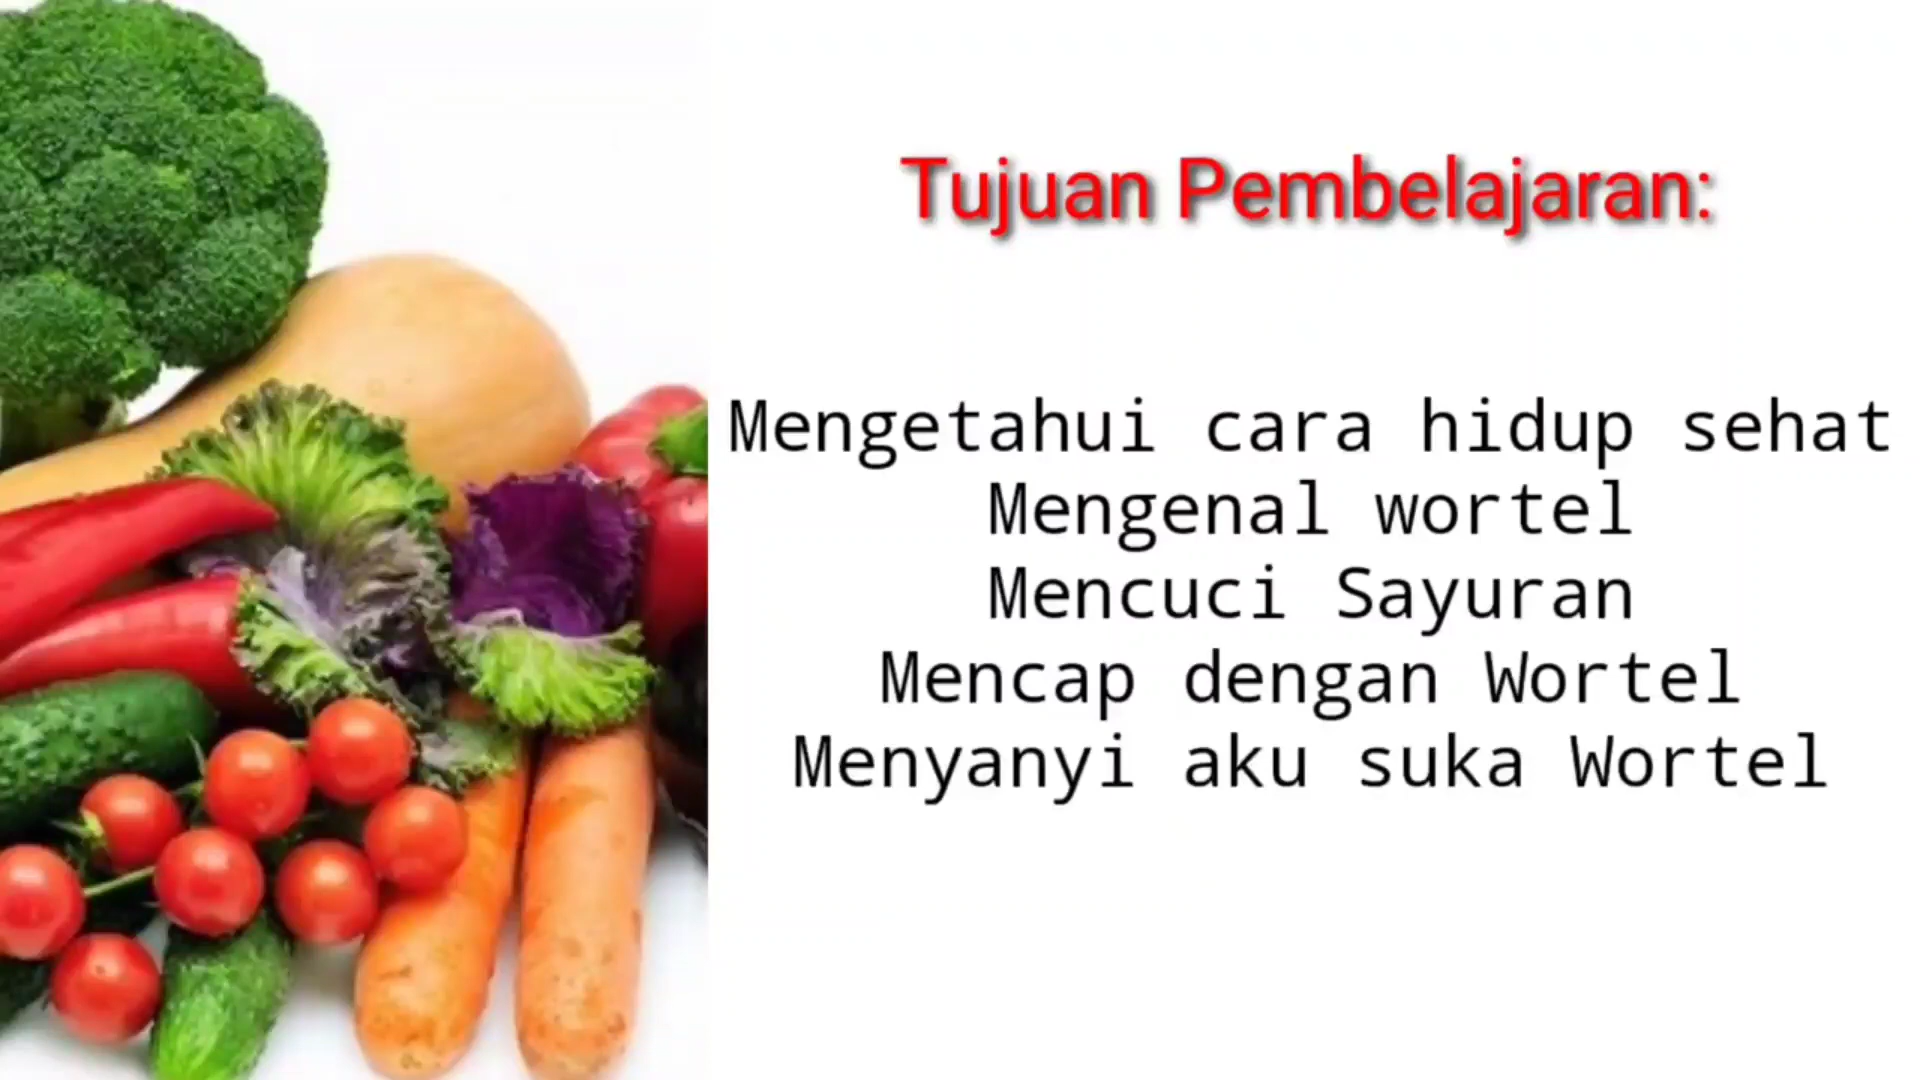 Tujuan Pembelajaran:
Mengetahui cara hidup sehat
Mengenal wortel
Mencuci Sayuran
Mencap dengan Wortel
Menyanyi aku suka Wortel